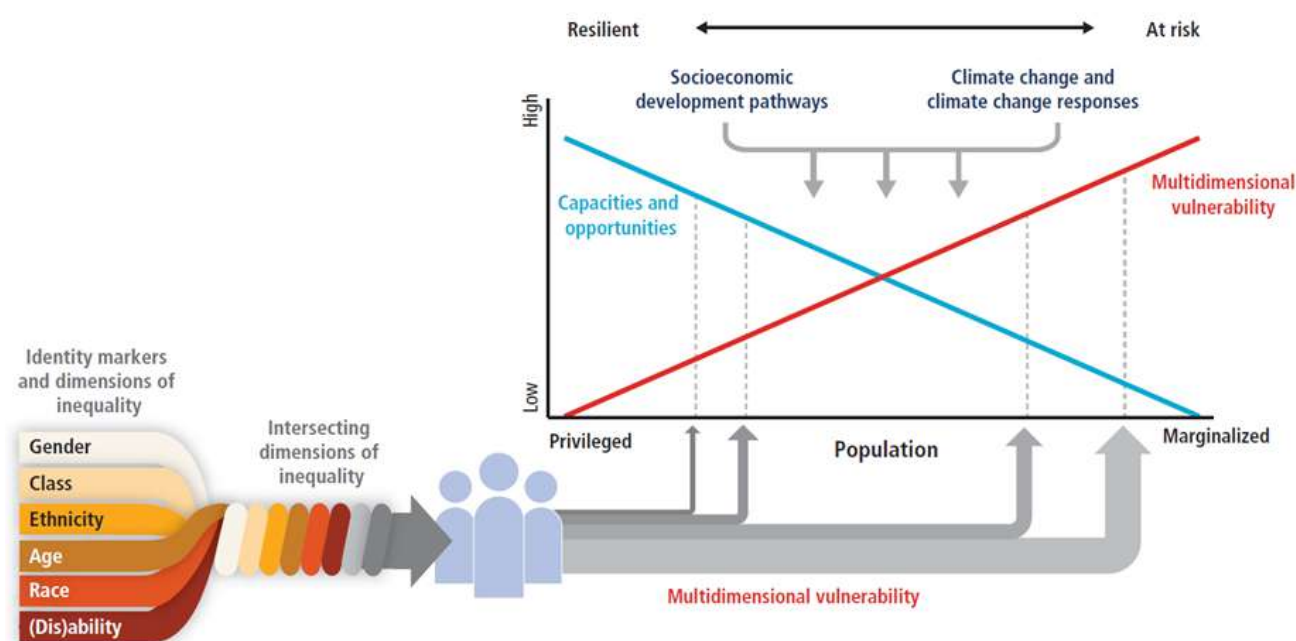 Resilient
At risk
Socioeconomic
development pathways
Climate change and
climate change responses
High
Capacities and
opportunities
Multidimensional
vulnerability
Low
Privileged
Population
Marginalized
Identity markers
and dimensions of
inequality
Gender
Class
Ethnicity
Age
Race
(Dis)ability
Intersecting
dimensions of
inequality
Multidimensional vulnerability